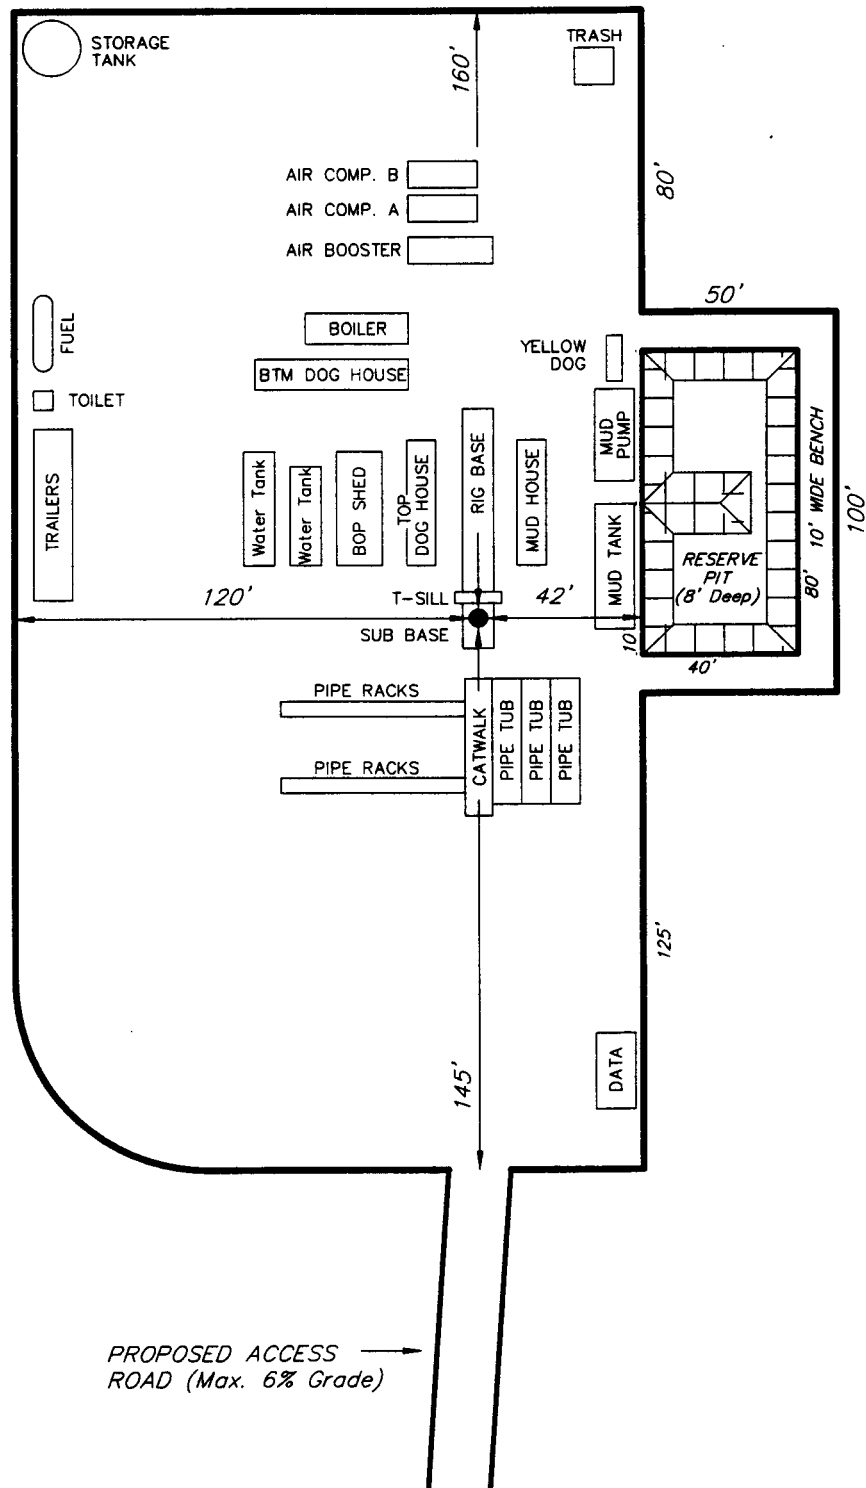 STORAGE
TANK
160'
TRASH
AIR COMP. B
AIR COMP. A
AIR BOOSTER
80'
50'
FUEL
BOILER
YELLOW
DOG
BTM DOG HOUSE
TOILET
TRAILERS
Water Tank
Water Tank
BOP SHED
TOP
DOG HOUSE
RIG BASE
MUD HOUSE
MUD
PUMP
MUD TANK
RESERVE
PIT
(8' Deep)
10' WIDE BENCH
80'
100'
120'
T-SILL
42'
SUB BASE
10'
40'
PIPE RACKS
PIPE RACKS
CATWALK
PIPE TUB
PIPE TUB
PIPE TUB
125'
145'
DATA
PROPOSED ACCESS
ROAD (Max. 6% Grade)